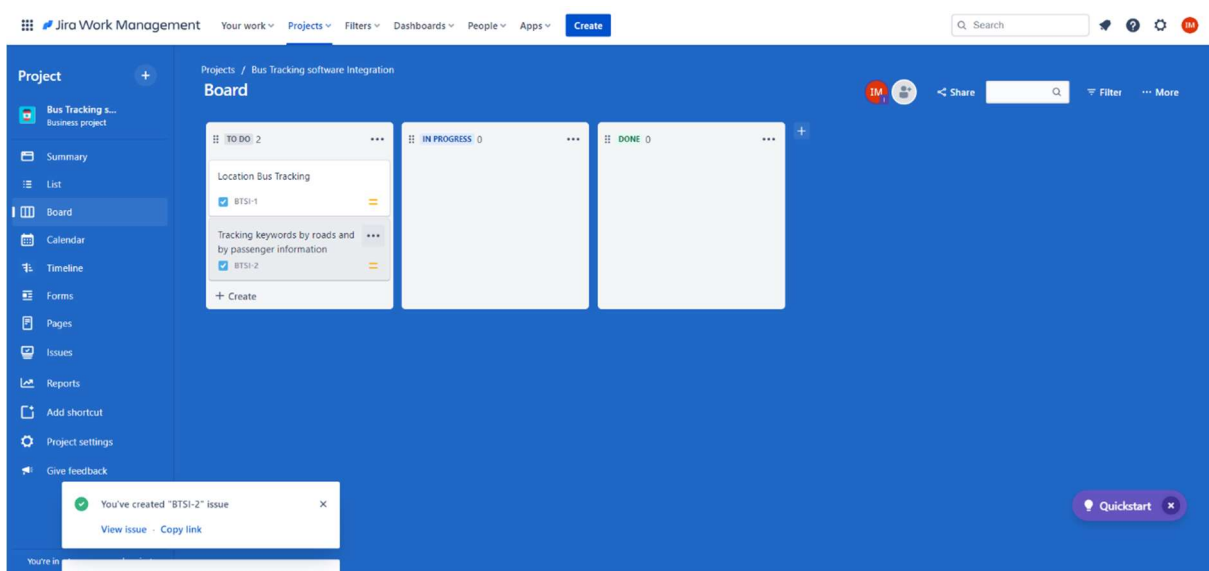 Jira Work Management Your work Projects Filters Dashboards People Apps Create Search IM
Project
Bus Tracking s...
Business project
Summary
List
Board
Calendar
Timeline
Forms
Pages
Issues
Reports
Add shortcut
Project settings
Give feedback
You're in
Projects / Bus Tracking software Integration
Board
IM Share Filter More
TO DO 2
Location Bus Tracking
BTSI-1
Tracking keywords by roads and
by passenger information
BTSI-2
+ Create
IN PROGRESS 0
DONE 0
You've created "BTSI-2" issue
View issue · Copy link
Quickstart